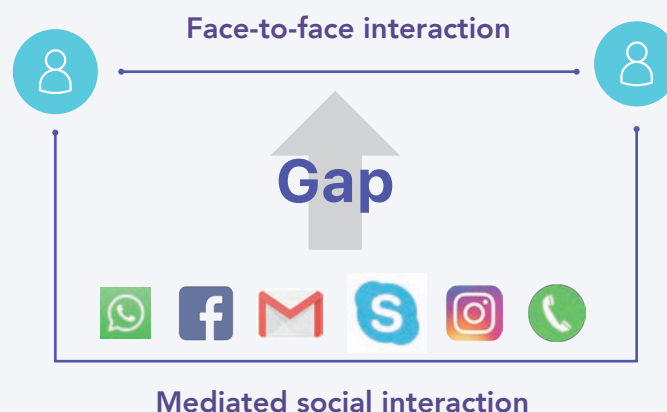 Face-to-face interaction
Gap
Mediated social interaction